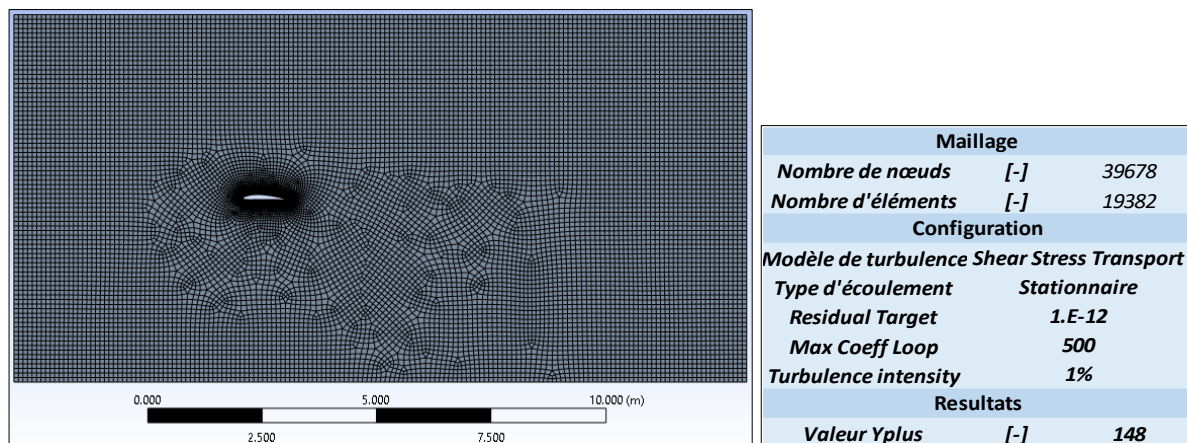 0.000 5.000 10.000 (m)
2.500 7.500
Maillage
Nombre de nœuds [-] 39678
Nombre d'éléments [-] 19382
Configuration
Modèle de turbulence Shear Stress Transport
Type d'écoulement Stationnaire
Residual Target 1.E-12
Max Coeff Loop 500
Turbulence intensity 1%
Resultats
Valeur Yplus [-] 148